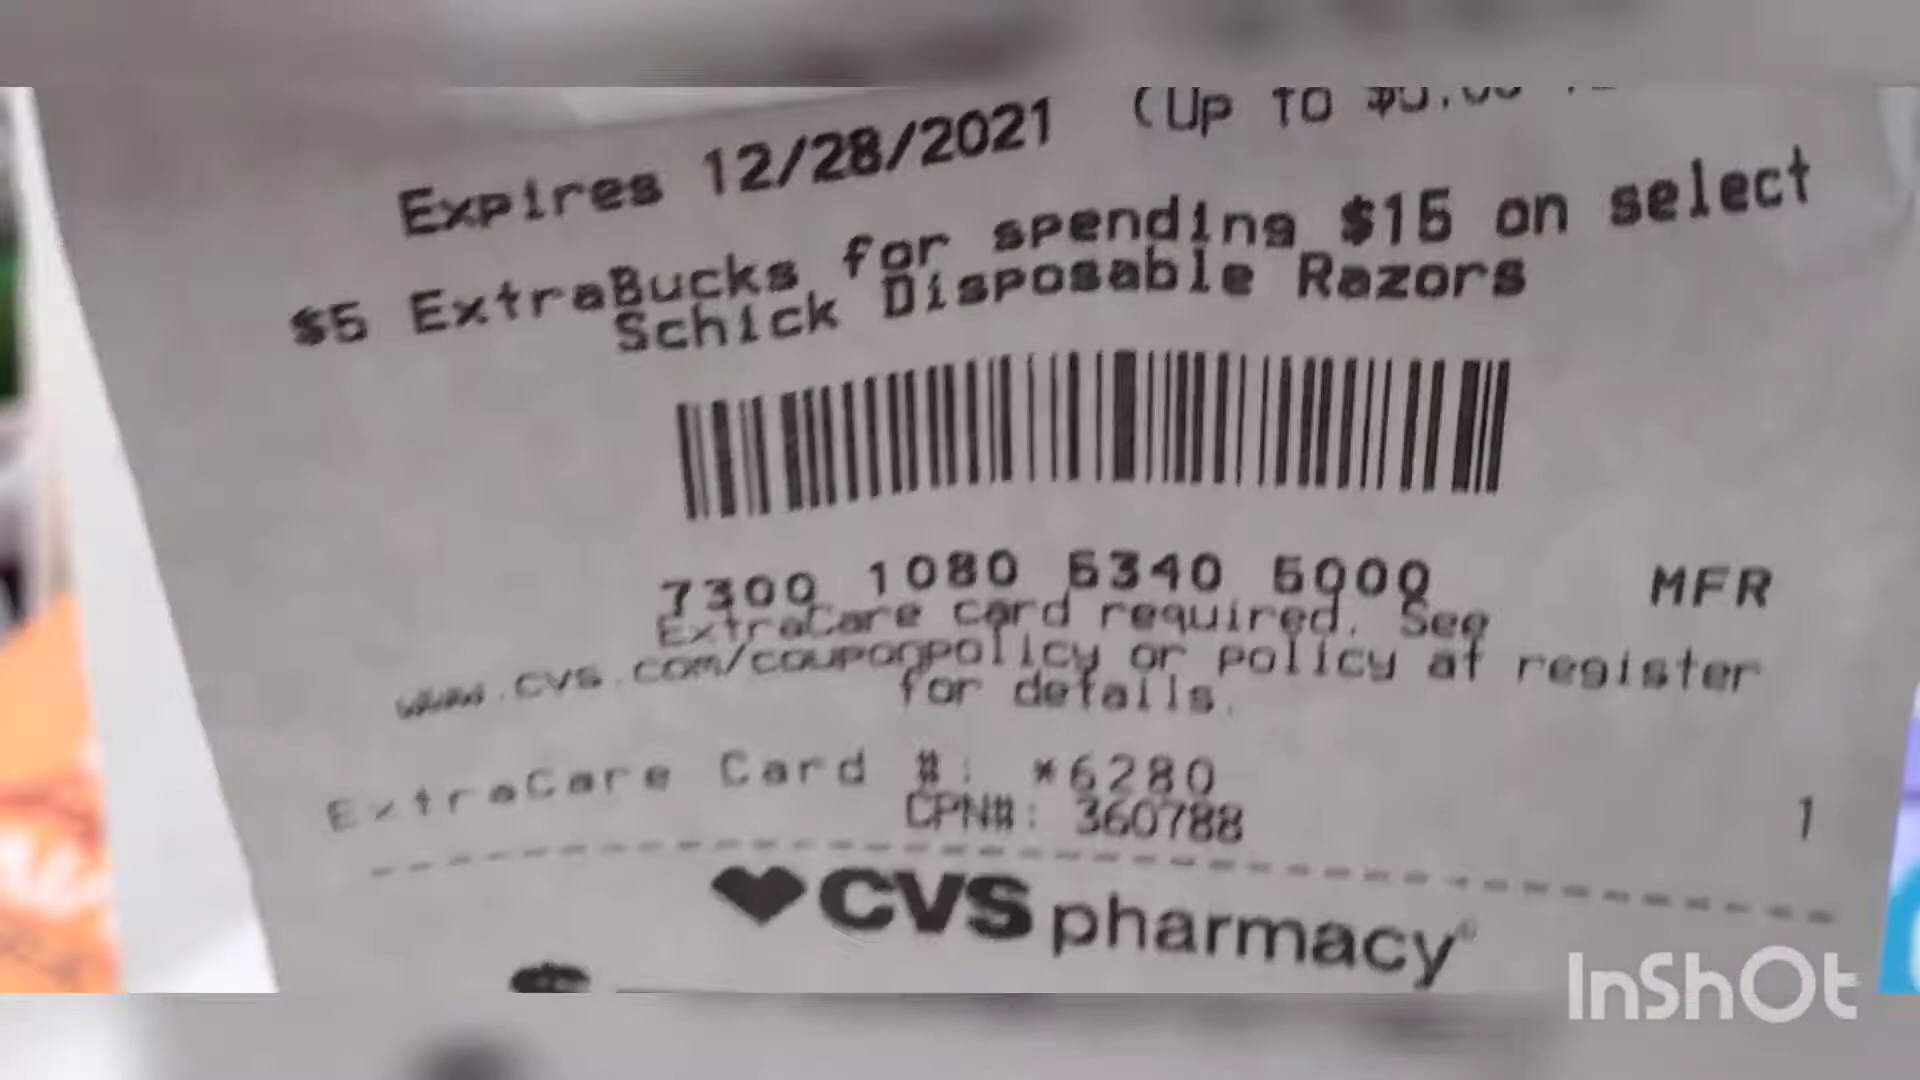 Expires 12/28/2021 (Up to
$5 ExtraBucks for spending $15 on select
Schick Disposable Razors
7300 1080 6340 5000 MFR
ExtraCare card required. See
www.cvs.com/couponpolicy or policy at register
for details.
ExtraCare Card #: *6280
CPN#: 360788 1
CVS pharmacy®
InShOt